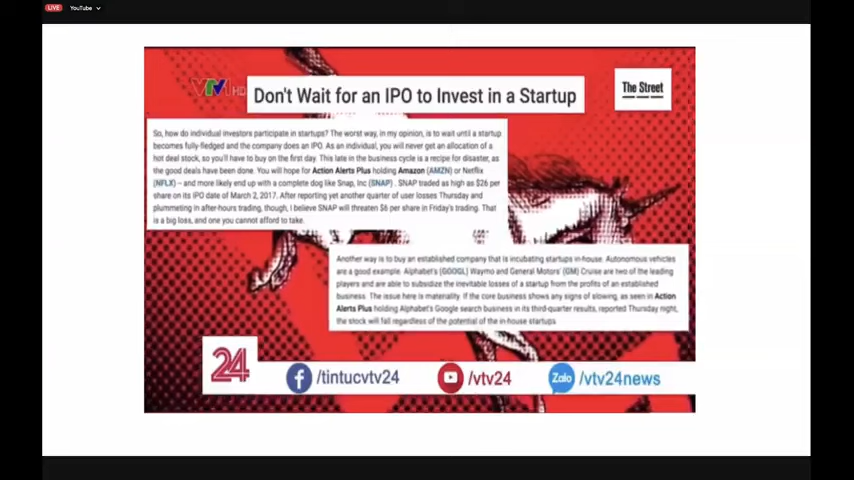 LIVE YouTube
VTV1 HD
Don't Wait for an IPO to Invest in a Startup
The Street
So, how do individual investors participate in startups? The worst way, in my opinion, is to wait until a startup
becomes fully-fledged and the company does an IPO. As an individual, you will never get an allocation of a
hot deal stock, so you'll have to buy on the first day. This late in the business cycle is a recipe for disaster, as
the good deals have been done. You will hope for Action Alerts Plus holding Amazon (AMZN) or Netflix
(NFLX) – and more likely end up with a complete dog like Snap, Inc (SNAP) . SNAP traded as high as $26 per
share on its IPO date of March 2, 2017. After reporting yet another quarter of user losses Thursday and
plummeting in after-hours trading, though, I believe SNAP will threaten $6 per share in Friday's trading. That
is a big loss, and one you cannot afford to take.
Another way is to buy an established company that is incubating startups in-house. Autonomous vehicles
are a good example. Alphabet's (GOOGL) Waymo and General Motors' (GM) Cruise are two of the leading
players and are able to subsidize the inevitable losses of a startup from the profits of an established
business. The issue here is materiality. If the core business shows any signs of slowing, as seen in Action
Alerts Plus holding Alphabet's Google search business in its third-quarter results, reported Thursday night,
the stock will fall regardless of the potential of the in-house startups.
24 /tintucvtv24 /vtv24 Zalo /vtv24news